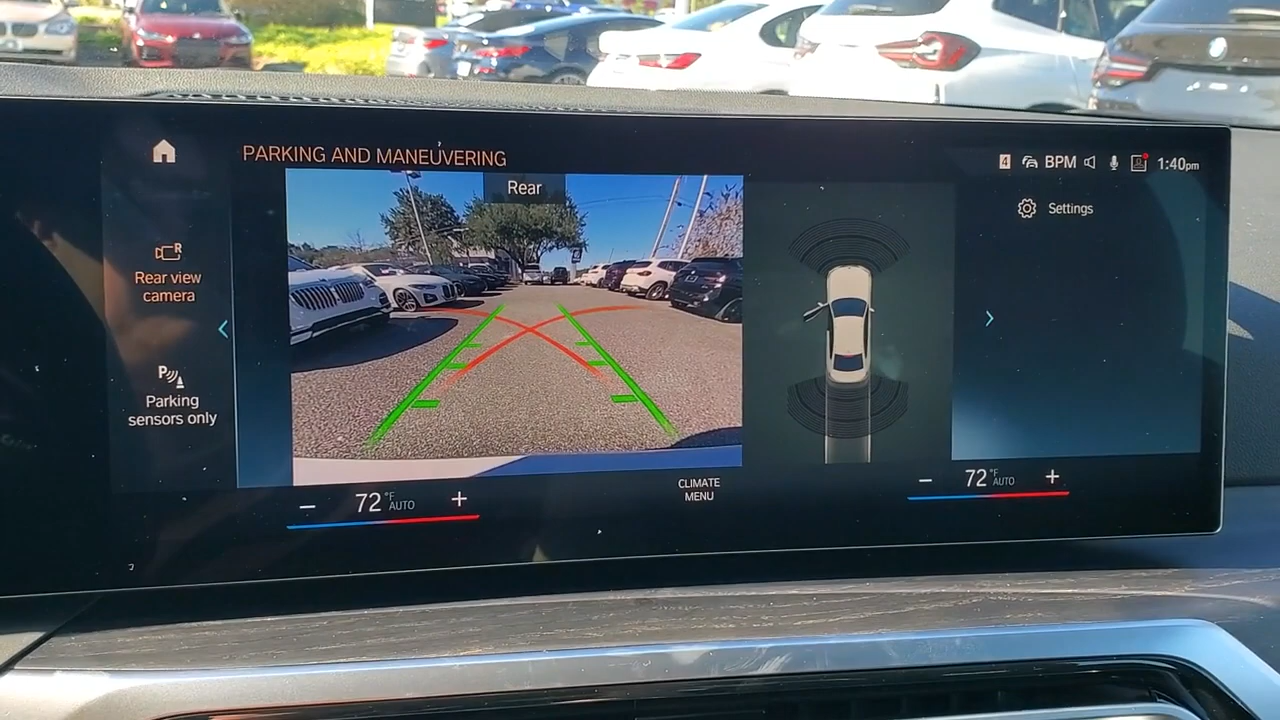 PARKING AND MANEUVERING
4 BPM 1:40pm
Rear
Settings
R
Rear view
camera
P
Parking
sensors only
72 °F AUTO
CLIMATE
MENU
72 °F AUTO